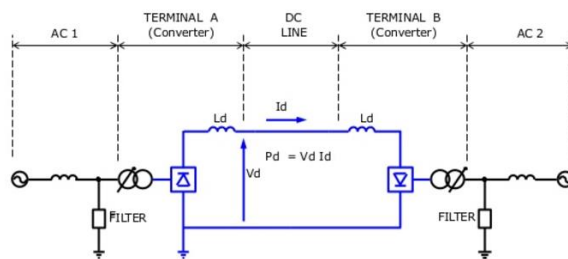 AC 1
TERMINAL A
(Converter)
DC
LINE
TERMINAL B
(Converter)
AC 2
Ld
Id
Ld
Pd = Vd Id
Vd
FILTER
FILTER